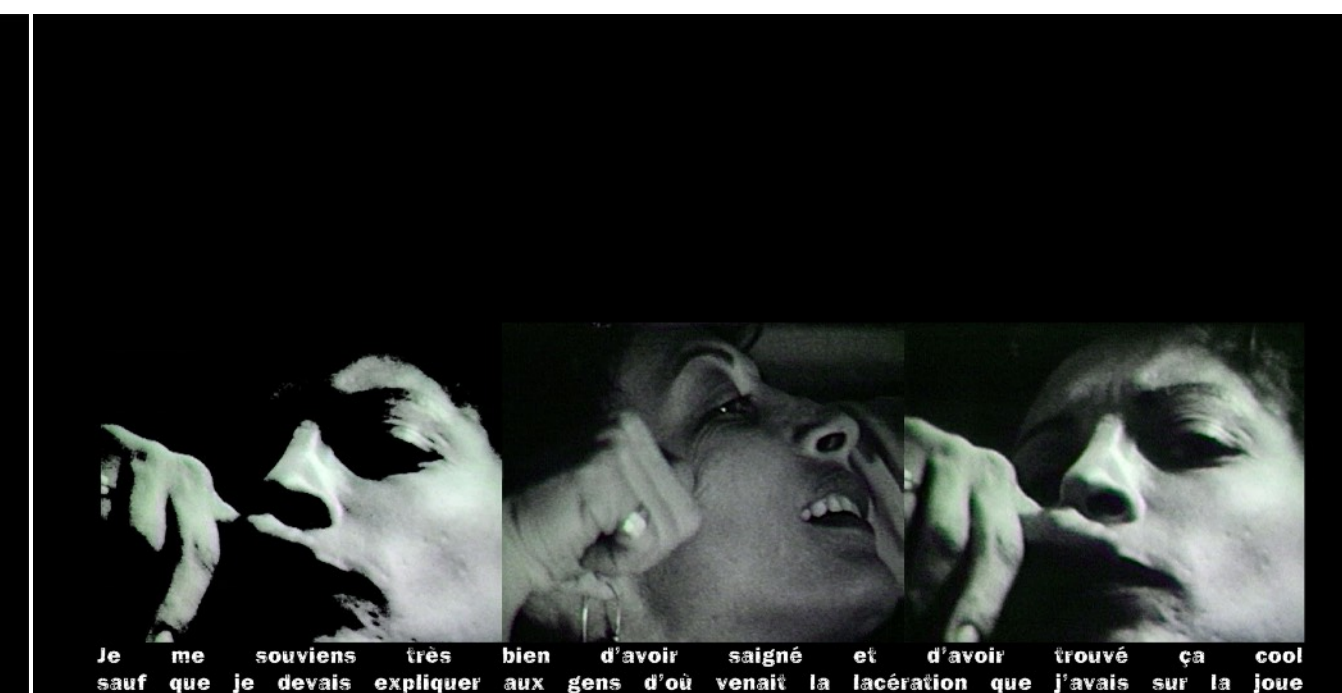 Je me souviens très bien d'avoir saigné et d'avoir trouvé ça cool
sauf que je devais expliquer aux gens d'où venait la lacération que j'avais sur la joue